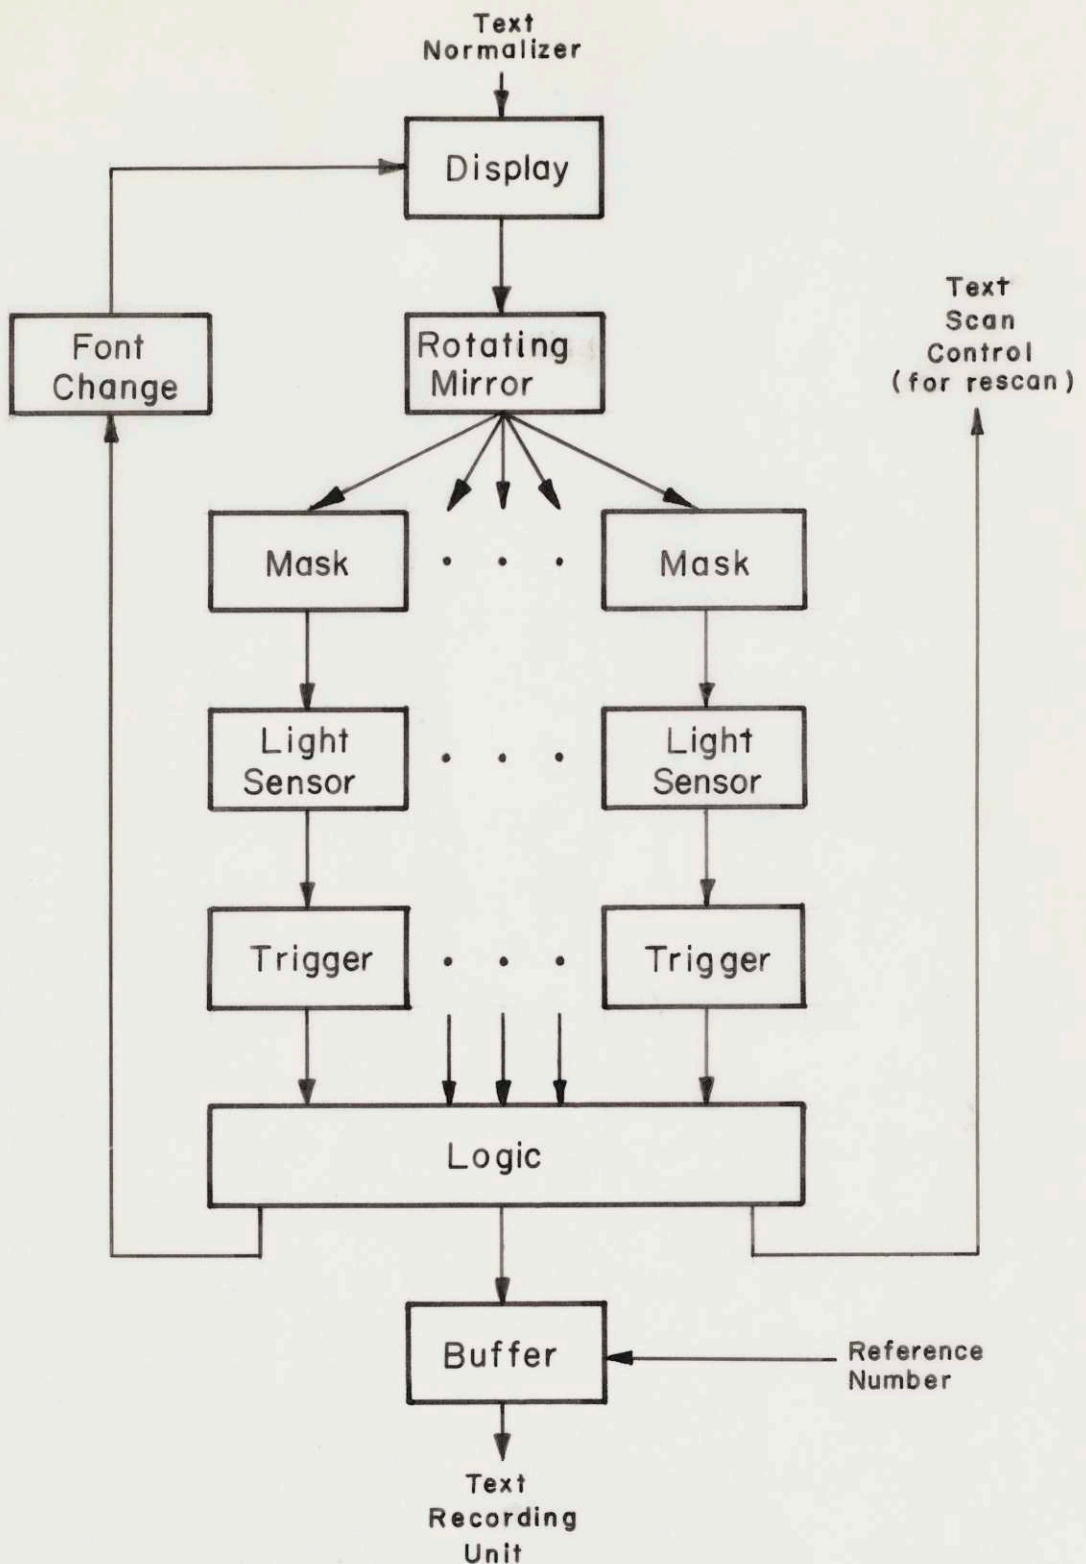 Text
Normalizer
Display
Font
Change
Rotating
Mirror
Text
Scan
Control
(for rescan)
Mask
Mask
Light
Sensor
Light
Sensor
Trigger
Trigger
Logic
Buffer
Reference
Number
Text
Recording
Unit